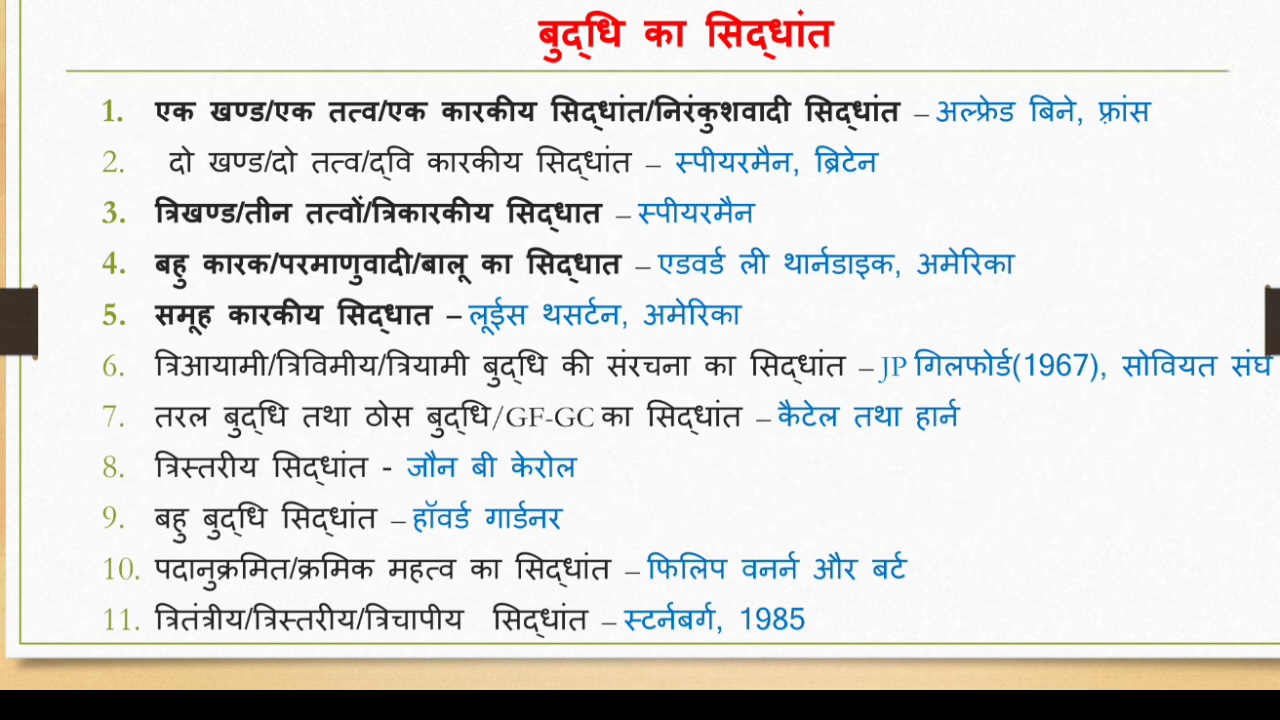 बुद्धि का सिद्धांत
1. एक खण्ड/एक तत्व/एक कारकीय सिद्धांत/निरंकुशवादी सिद्धांत – अल्फ्रेड बिने, फ़्रांस
2. दो खण्ड/दो तत्व/द्वि कारकीय सिद्धांत – स्पीयरमैन, ब्रिटेन
3. त्रिखण्ड/तीन तत्वों/त्रिकारकीय सिद्धात – स्पीयरमैन
4. बहु कारक/परमाणुवादी/बालू का सिद्धात – एडवर्ड ली थार्नडाइक, अमेरिका
5. समूह कारकीय सिद्धात – लूईस थसर्टन, अमेरिका
6. त्रिआयामी/त्रिविमीय/त्रियामी बुद्धि की संरचना का सिद्धांत – JP गिलफोर्ड(1967), सोवियत संघ
7. तरल बुद्धि तथा ठोस बुद्धि/GF-GC का सिद्धांत – कैटेल तथा हार्न
8. त्रिस्तरीय सिद्धांत - जौन बी केरोल
9. बहु बुद्धि सिद्धांत – हॉवर्ड गार्डनर
10. पदानुक्रमित/क्रमिक महत्व का सिद्धांत – फिलिप वनर्न और बर्ट
11. त्रितंत्रीय/त्रिस्तरीय/त्रिचापीय सिद्धांत – स्टर्नबर्ग, 1985